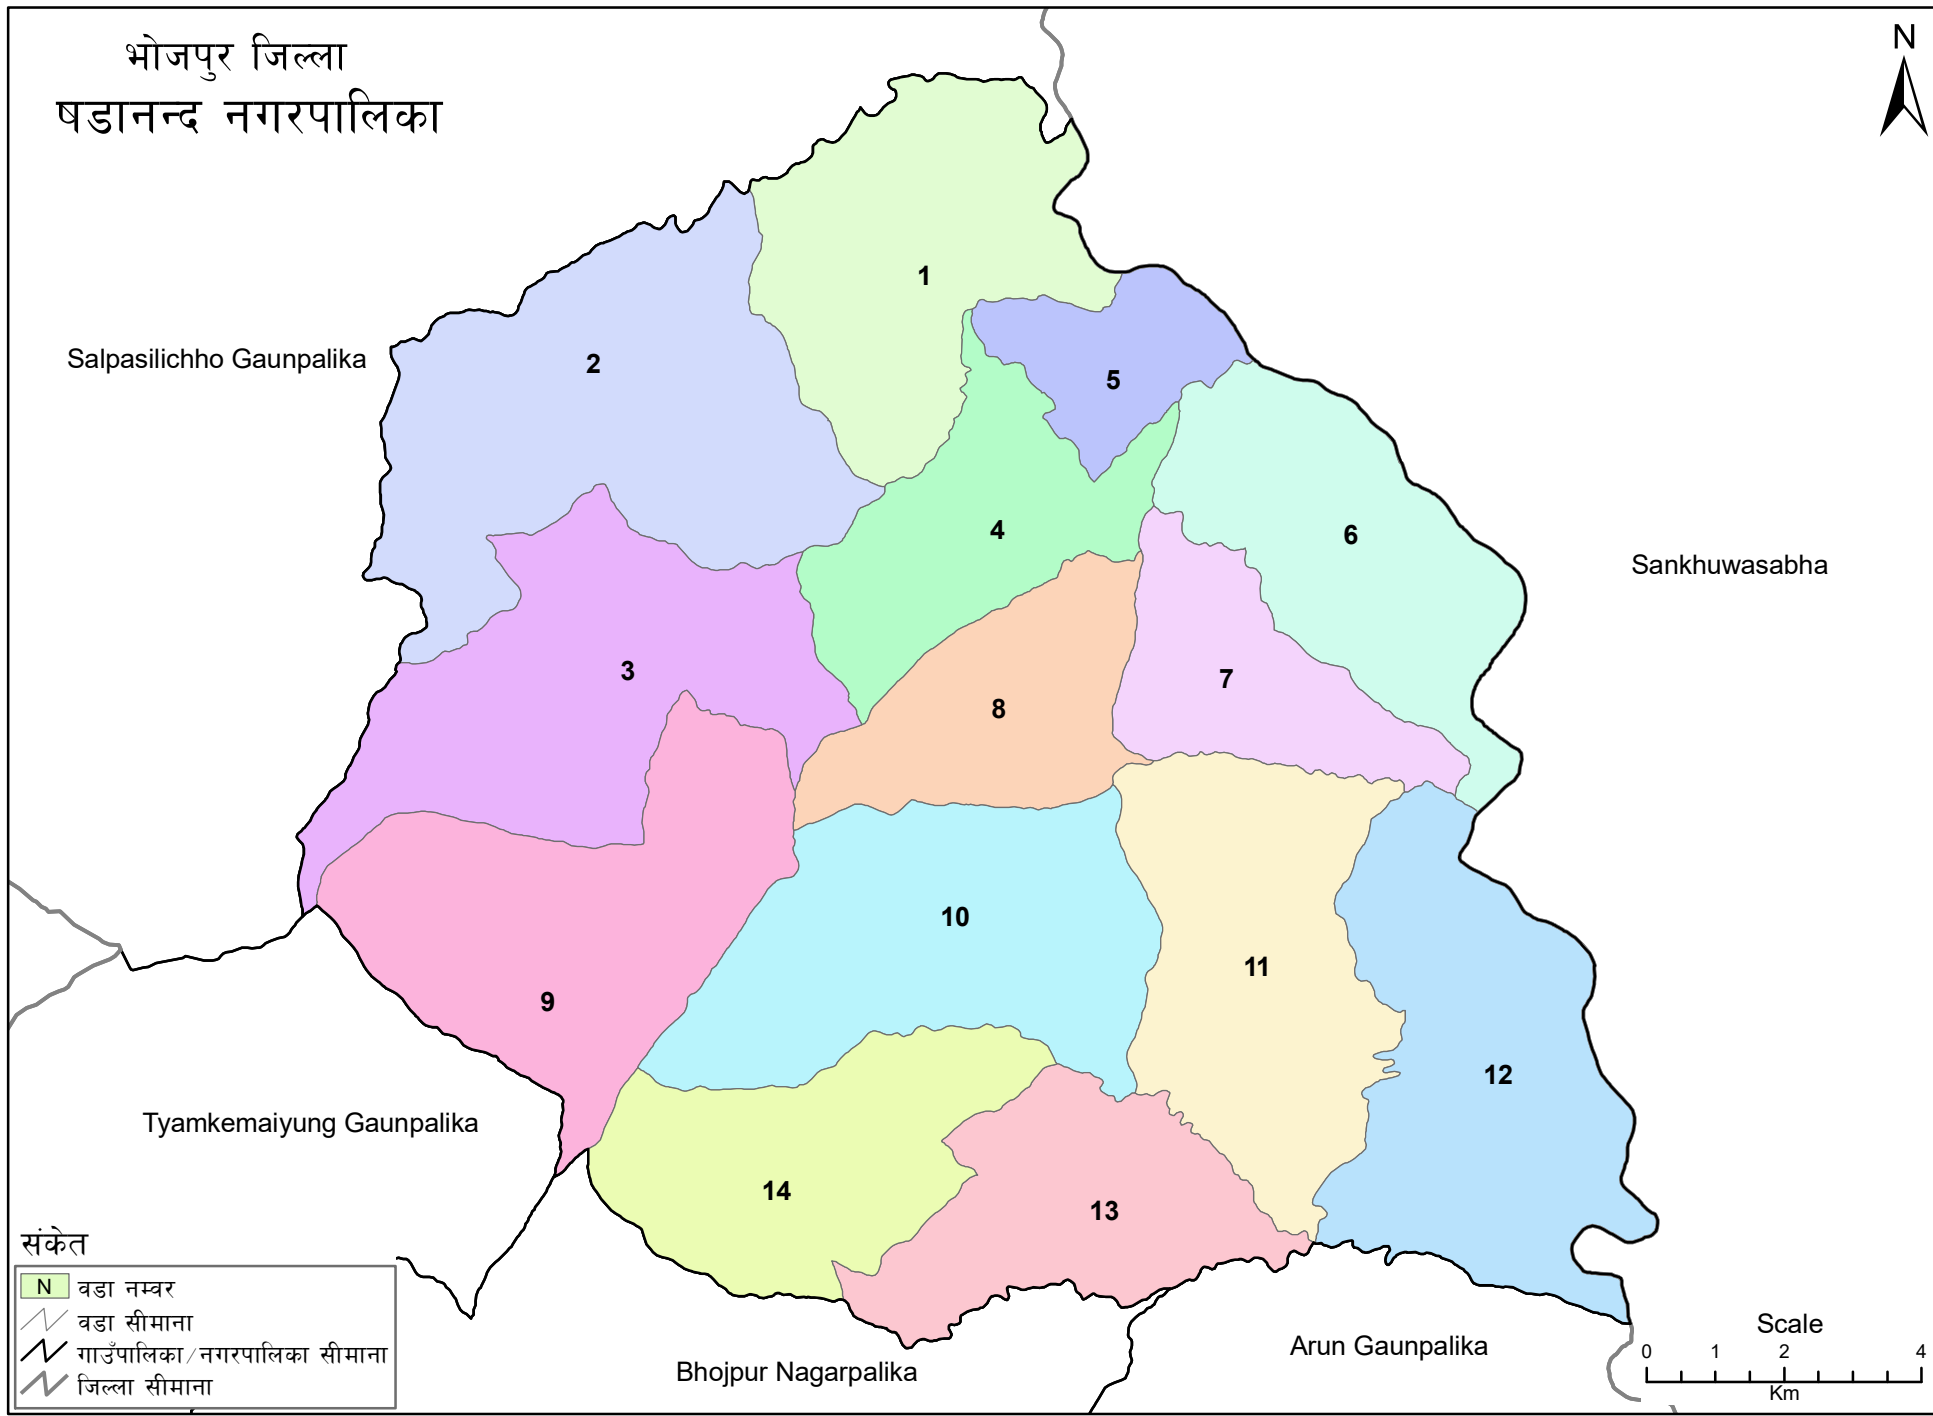 भोजपुर जिल्ला
षडानन्द नगरपालिका
N
1
2
Salpasilichho Gaunpalika
5
4
6
Sankhuwasabha
3
7
8
10
11
9
12
Tyamkemaiyung Gaunpalika
14
13
संकेत
N वडा नम्वर
वडा सीमाना
गाउँपालिका/नगरपालिका सीमाना
जिल्ला सीमाना
Bhojpur Nagarpalika
Arun Gaunpalika
Scale
0 1 2 4
Km